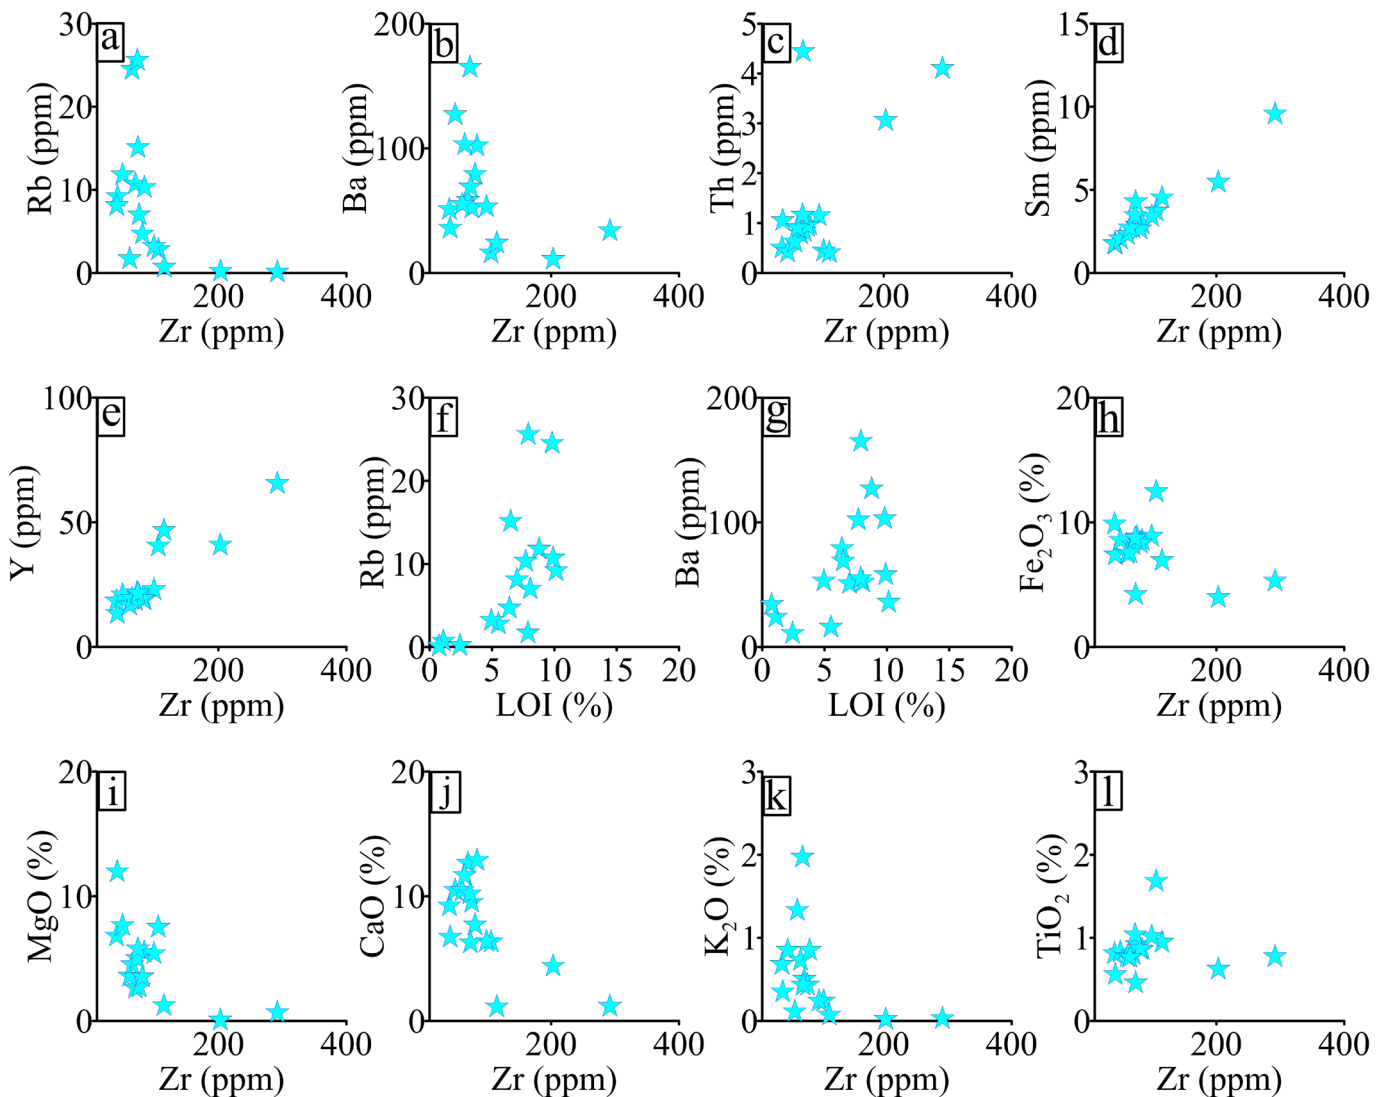 a
30
20
10
0
Rb (ppm)
200 400
Zr (ppm)
b
200
100
0
Ba (ppm)
200 400
Zr (ppm)
c
5
4
3
2
1
0
Th (ppm)
200 400
Zr (ppm)
d
15
10
5
0
Sm (ppm)
200 400
Zr (ppm)
e
100
50
0
Y (ppm)
200 400
Zr (ppm)
f
30
20
10
0
Rb (ppm)
0 5 10 15 20
LOI (%)
g
200
100
0
Ba (ppm)
0 5 10 15 20
LOI (%)
h
20
10
0
Fe₂O₃ (%)
200 400
Zr (ppm)
i
20
10
0
MgO (%)
200 400
Zr (ppm)
j
20
10
0
CaO (%)
200 400
Zr (ppm)
k
3
2
1
0
K₂O (%)
200 400
Zr (ppm)
l
3
2
1
0
TiO₂ (%)
200 400
Zr (ppm)